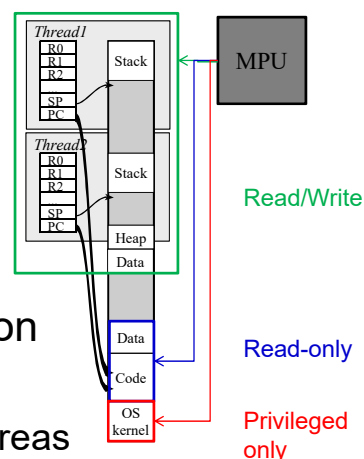 Thread1
R0
R1
R2
...
SP
PC
Stack
MPU
Thread2
R0
R1
R2
...
SP
PC
Stack
Read/Write
Heap
Data
on
Data
Read-only
Code
reas
OS
kernel
Privileged
only